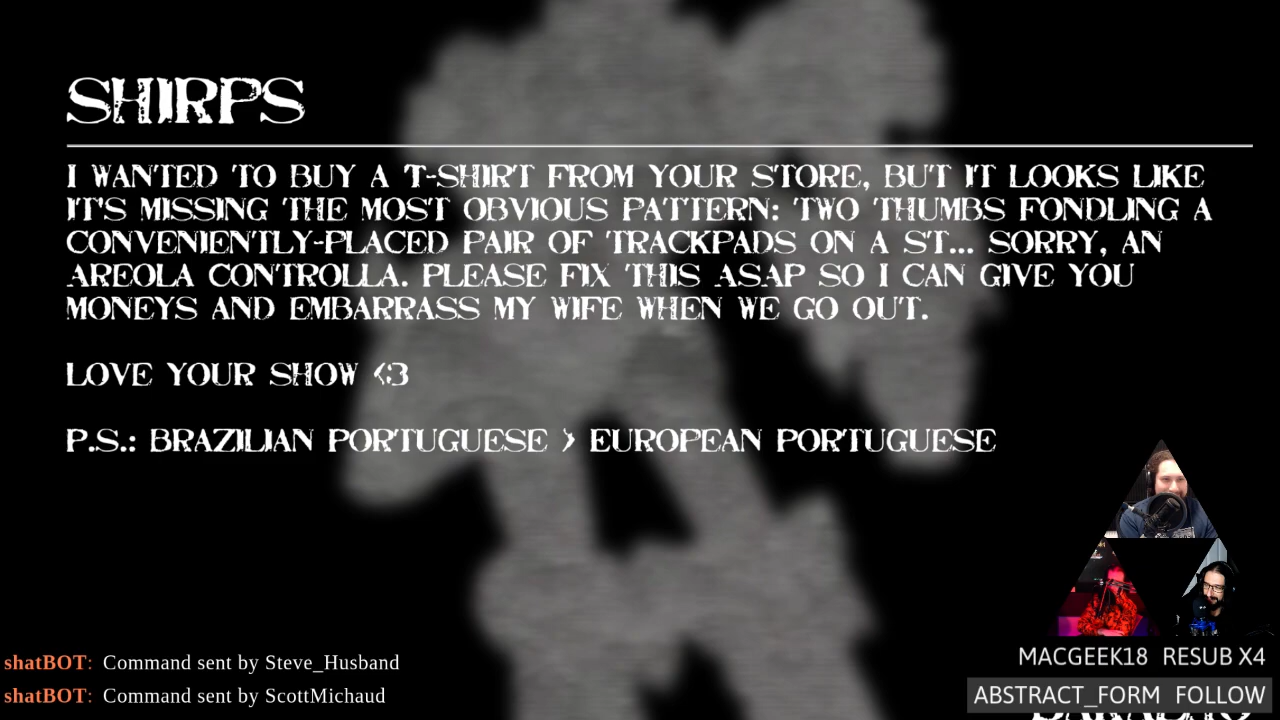 SHIRPS
I WANTED TO BUY A T-SHIRT FROM YOUR STORE, BUT IT LOOKS LIKE
IT'S MISSING THE MOST OBVIOUS PATTERN: TWO THUMBS FONDLING A
CONVENIENTLY-PLACED PAIR OF TRACKPADS ON A ST... SORRY, AN
AREOLA CONTROLLA. PLEASE FIX THIS ASAP SO I CAN GIVE YOU
MONEYS AND EMBARRASS MY WIFE WHEN WE GO OUT.
LOVE YOUR SHOW <3
P.S.: BRAZILIAN PORTUGUESE > EUROPEAN PORTUGUESE
shatBOT: Command sent by Steve_Husband
shatBOT: Command sent by ScottMichaud
MACGEEK18 RESUB X4
ABSTRACT_FORM FOLLOW